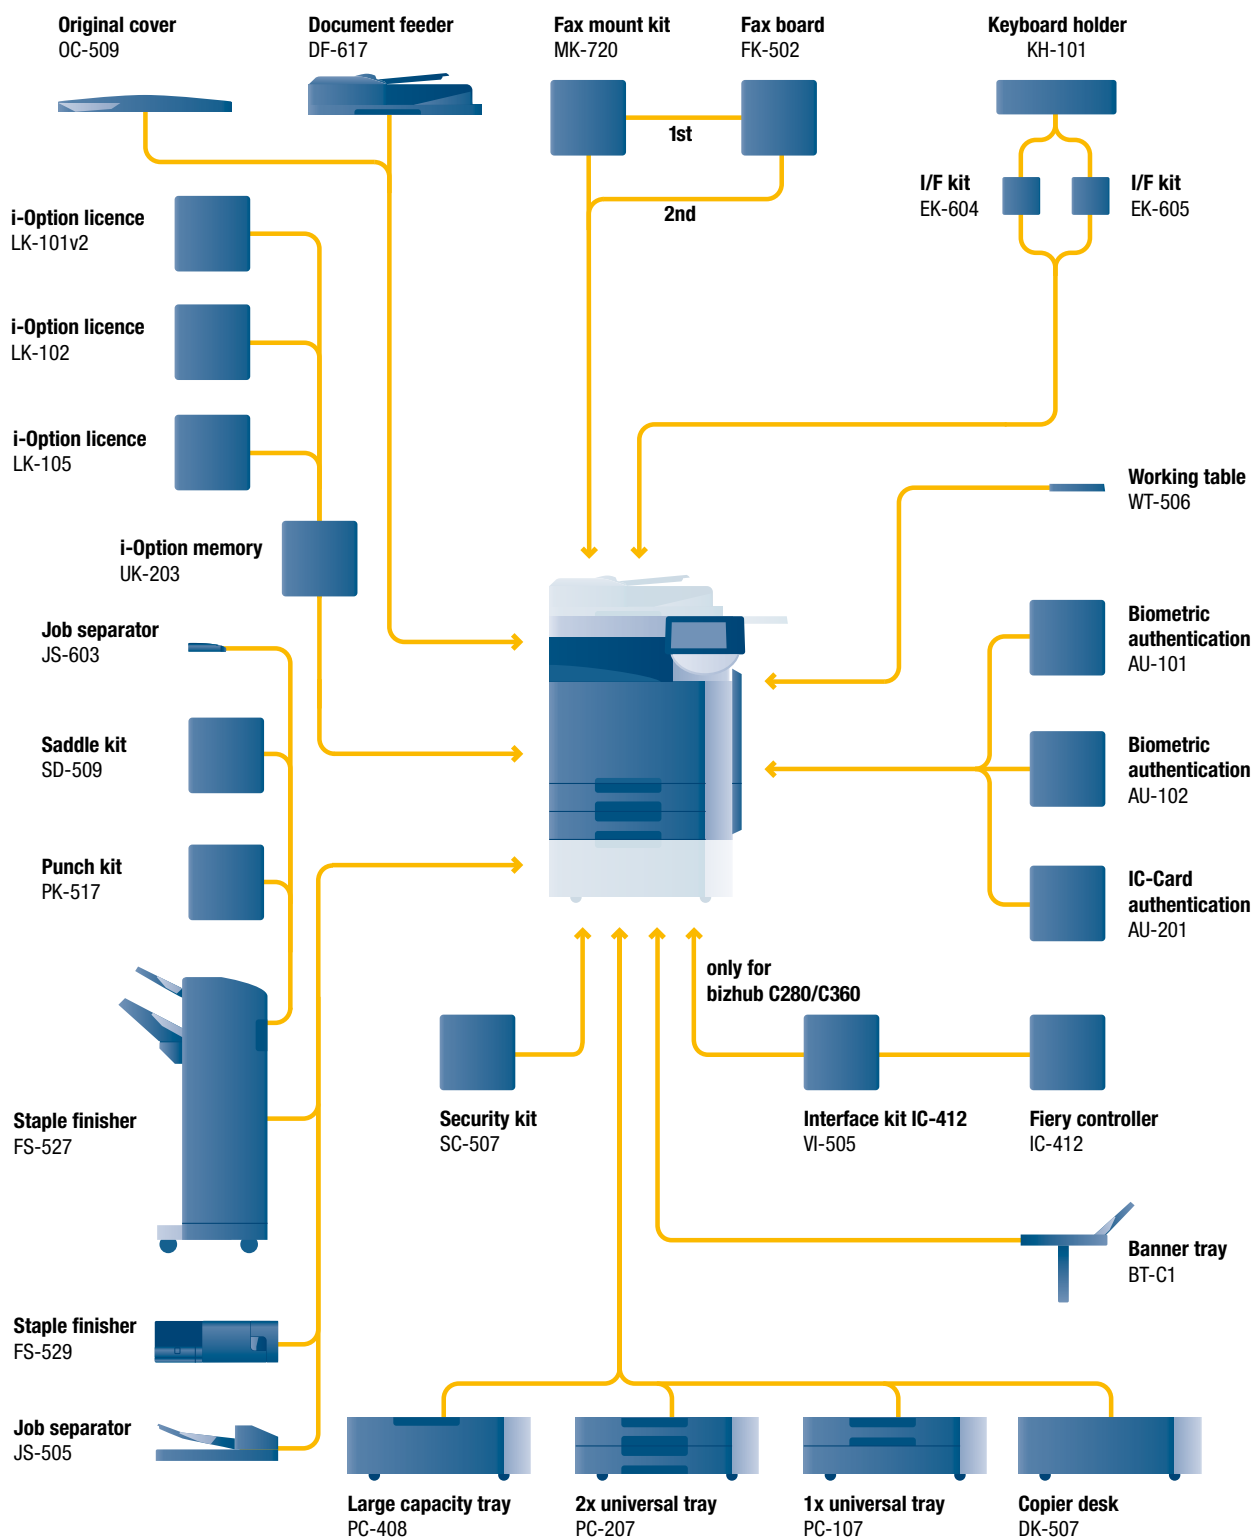 Original cover
OC-509
Document feeder
DF-617
Fax mount kit
MK-720
Fax board
FK-502
Keyboard holder
KH-101
1st
2nd
I/F kit
EK-604
I/F kit
EK-605
i-Option licence
LK-101v2
i-Option licence
LK-102
i-Option licence
LK-105
Working table
WT-506
i-Option memory
UK-203
Job separator
JS-603
Biometric
authentication
AU-101
Saddle kit
SD-509
Biometric
authentication
AU-102
Punch kit
PK-517
IC-Card
authentication
AU-201
only for
bizhub C280/C360
Staple finisher
FS-527
Security kit
SC-507
Interface kit IC-412
VI-505
Fiery controller
IC-412
Banner tray
BT-C1
Staple finisher
FS-529
Job separator
JS-505
Large capacity tray
PC-408
2x universal tray
PC-207
1x universal tray
PC-107
Copier desk
DK-507